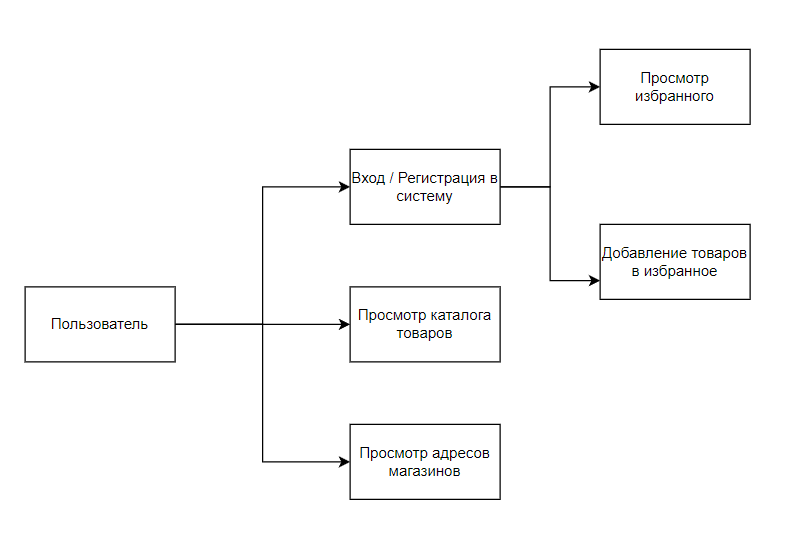 Просмотр
избранного
Вход / Регистрация в
систему
Добавление товаров
в избранное
Пользователь
Просмотр каталога
товаров
Просмотр адресов
магазинов